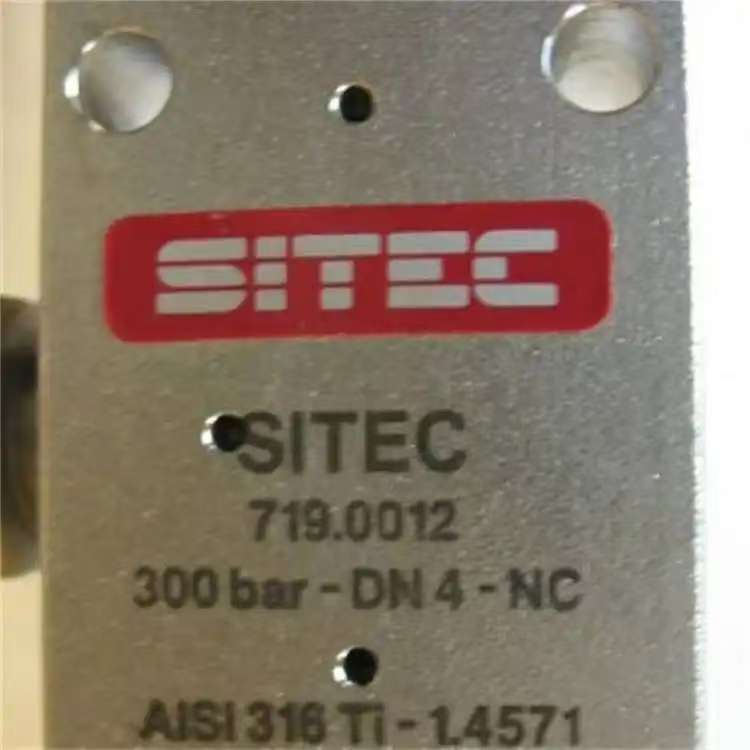 SITEC
SITEC
719.0012
300 bar - DN 4 - NC
AISI 316 Ti - 1.4571